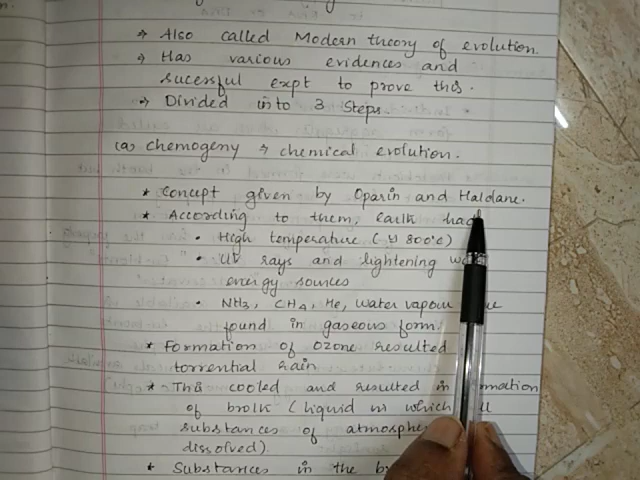 → Also called Modern theory of evolution.
→ Has various evidences and
sucessful expt to prove this.
→ Divided into 3 Steps.
(a) chemogeny → chemical evolution.
* Concept given by Oparin and Haldane.
* According to them, had
• High temperature ( 800°c)
• UV rays and lightening
energy sources
• NH3, CH4, He, water vapour
found in gaseous form.
* Formation of Ozone resulted
torrential rain
* This cooled and resulted in
of broth (liquid in which
substances of
dissolved).
* Substances in the